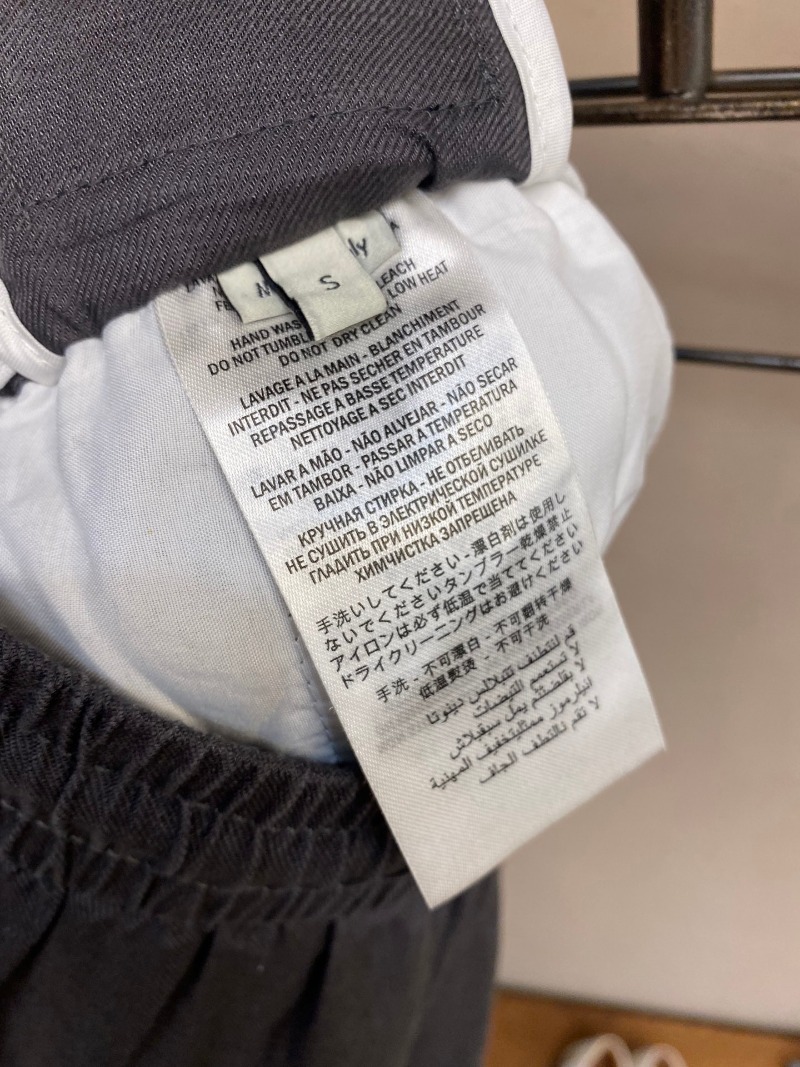 S
LEACH
LOW HEAT
HAND
DO NOT TUMBL
DO NOT DRY CLEAN
LAVAGE A LA MAIN - BLANCHIMENT
INTERDIT - NE PAS SECHER EN TAMBOUR
REPASSAGE A BASSE TEMPERATURE
NETTOYAGE A SEC INTERDIT
LAVAR A MÃO - NÃO ALVEJAR - NÃO SECAR
EM TAMBOR - PASSAR A TEMPERATURA
BAIXA - NÃO LIMPAR A SECO
КРУЧНАЯ СТИРКА - НЕ ОТБЕЛИВАТЬ
НЕ СУШИТЬ В ЭЛЕКТРИЧЕСКОЙ СУШИЛКЕ
ГЛАДИТЬ ПРИ НИЗКОЙ ТЕМПЕРАТУРЕ
ХИМЧИСТКА ЗАПРЕЩЕНА
手洗いしてください - 漂白剤は使用し
ないでくださいタンブラー乾燥禁止
アイロンは必ず低温で当ててください
ドライクリーニングはお避けください
手洗 - 不可漂白 - 不可翻转干燥
低温熨烫 - 不可干洗